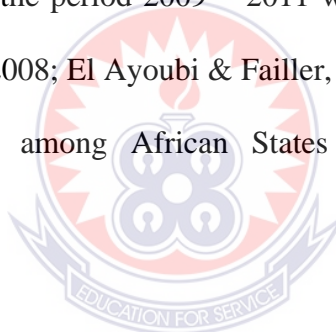 the period 2009 – 2011 w
2008; El Ayoubi & Failler,
among African States
EDUCATION FOR SERVICE